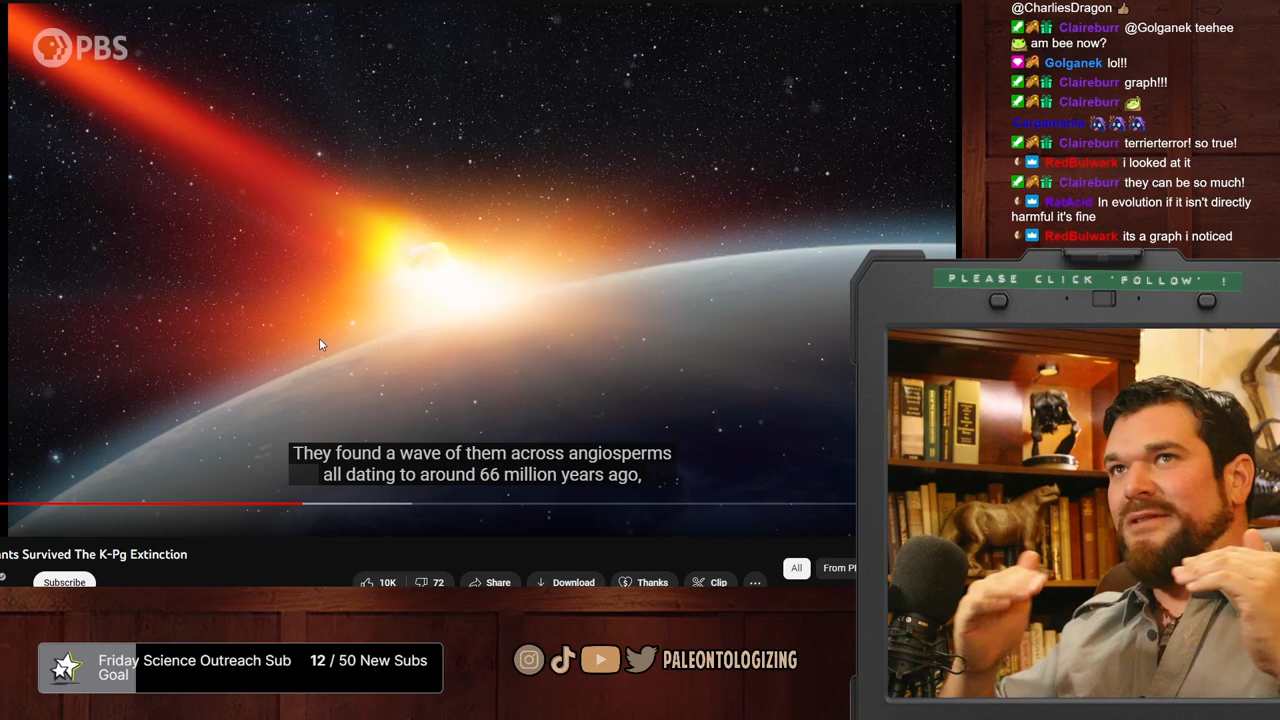 PBS
They found a wave of them across angiosperms
all dating to around 66 million years ago,
nts Survived The K-Pg Extinction
Subscribe
10K
72
Share
Download
Thanks
Clip
...
All
From P
@CharliesDragon
Claireburr @Golganek teehee
am bee now?
Golganek lol!!
Claireburr graph!!!
Claireburr
Carpamania
Claireburr terrierterror! so true!
RedBulwark i looked at it
Claireburr they can be so much!
RatAcid In evolution if it isn't directly
harmful it's fine
RedBulwark its a graph i noticed
PLEASE CLICK 'FOLLOW' !
Friday Science Outreach Sub 12 / 50 New Subs
Goal
PALEONTOLOGIZING